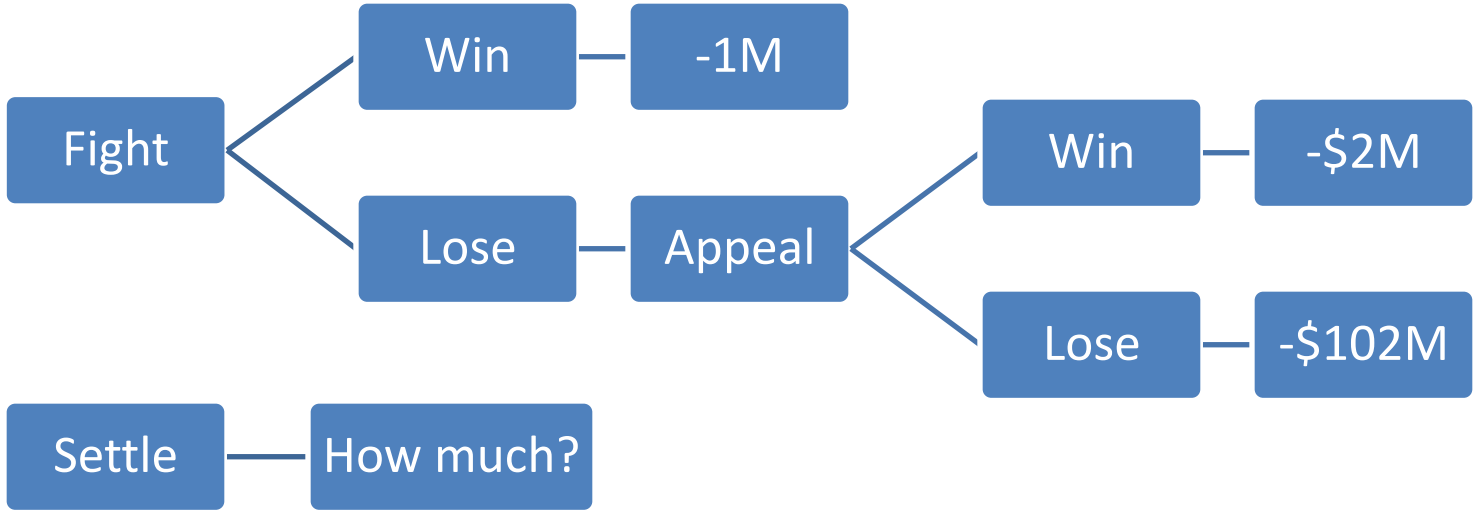 Fight
Win
-1M
Lose
Appeal
Win
-$2M
Lose
-$102M
Settle
How much?